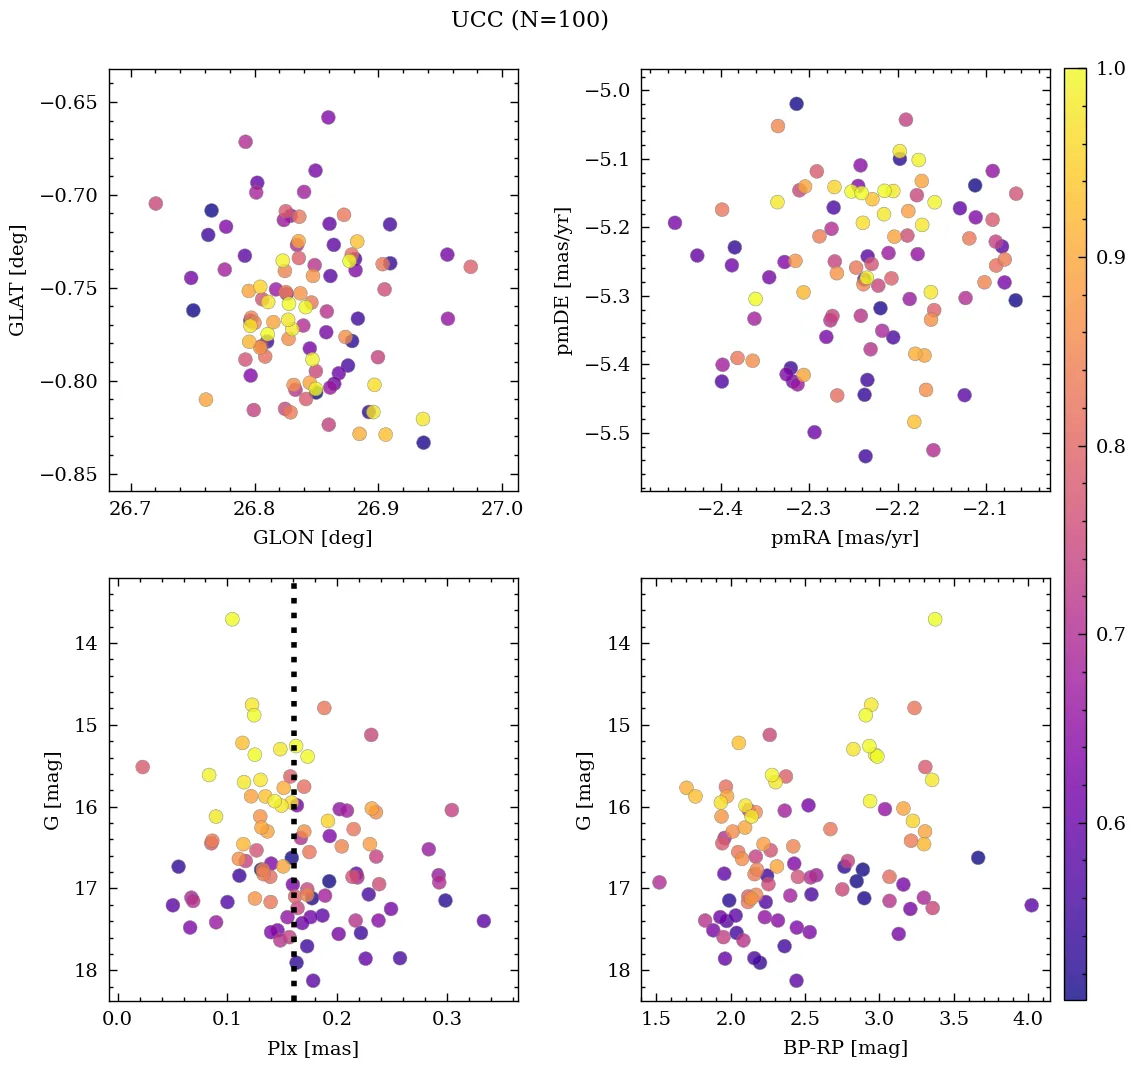 UCC (N=100)
−0.65
−0.70
−0.75
−0.80
−0.85
GLAT [deg]
26.7 26.8 26.9 27.0
GLON [deg]
−5.0
−5.1
−5.2
−5.3
−5.4
−5.5
pmDE [mas/yr]
−2.4 −2.3 −2.2 −2.1
pmRA [mas/yr]
14
15
16
17
18
G [mag]
0.0 0.1 0.2 0.3
Plx [mas]
14
15
16
17
18
G [mag]
1.5 2.0 2.5 3.0 3.5 4.0
BP-RP [mag]
1.0
0.9
0.8
0.7
0.6